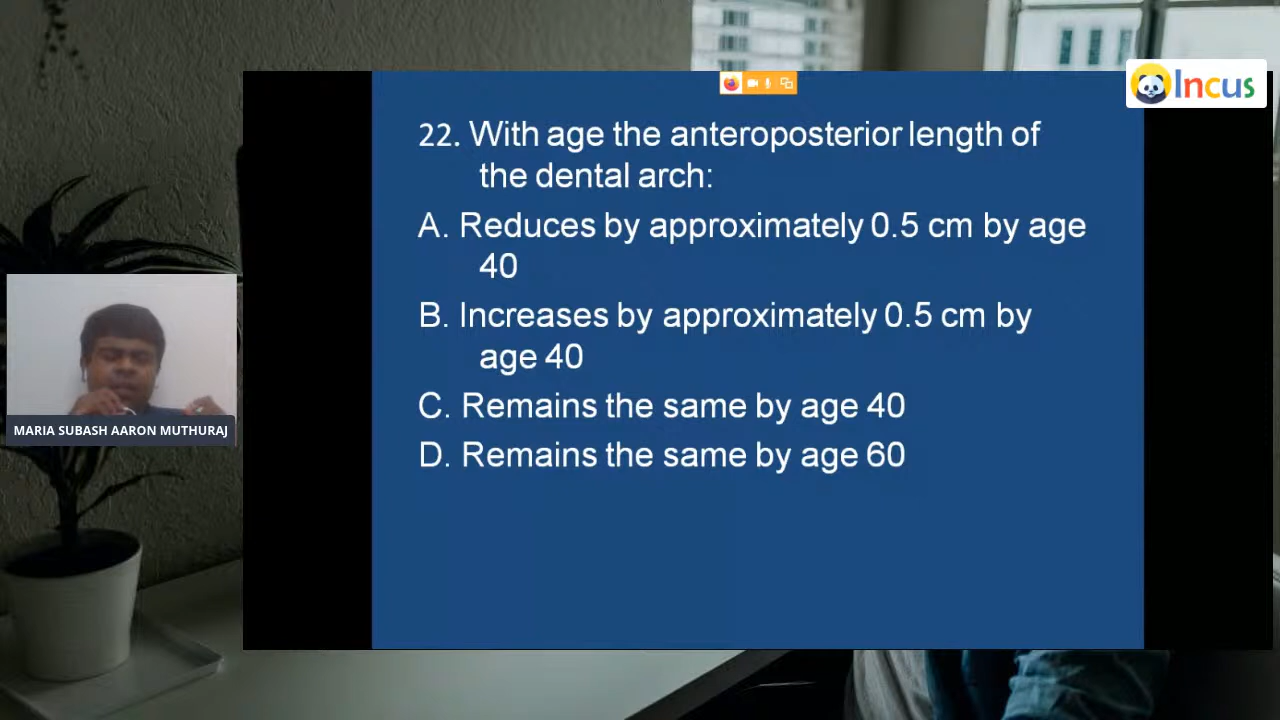 Incus
22. With age the anteroposterior length of
the dental arch:
A. Reduces by approximately 0.5 cm by age
40
B. Increases by approximately 0.5 cm by
age 40
C. Remains the same by age 40
D. Remains the same by age 60
MARIA SUBASH AARON MUTHURAJ